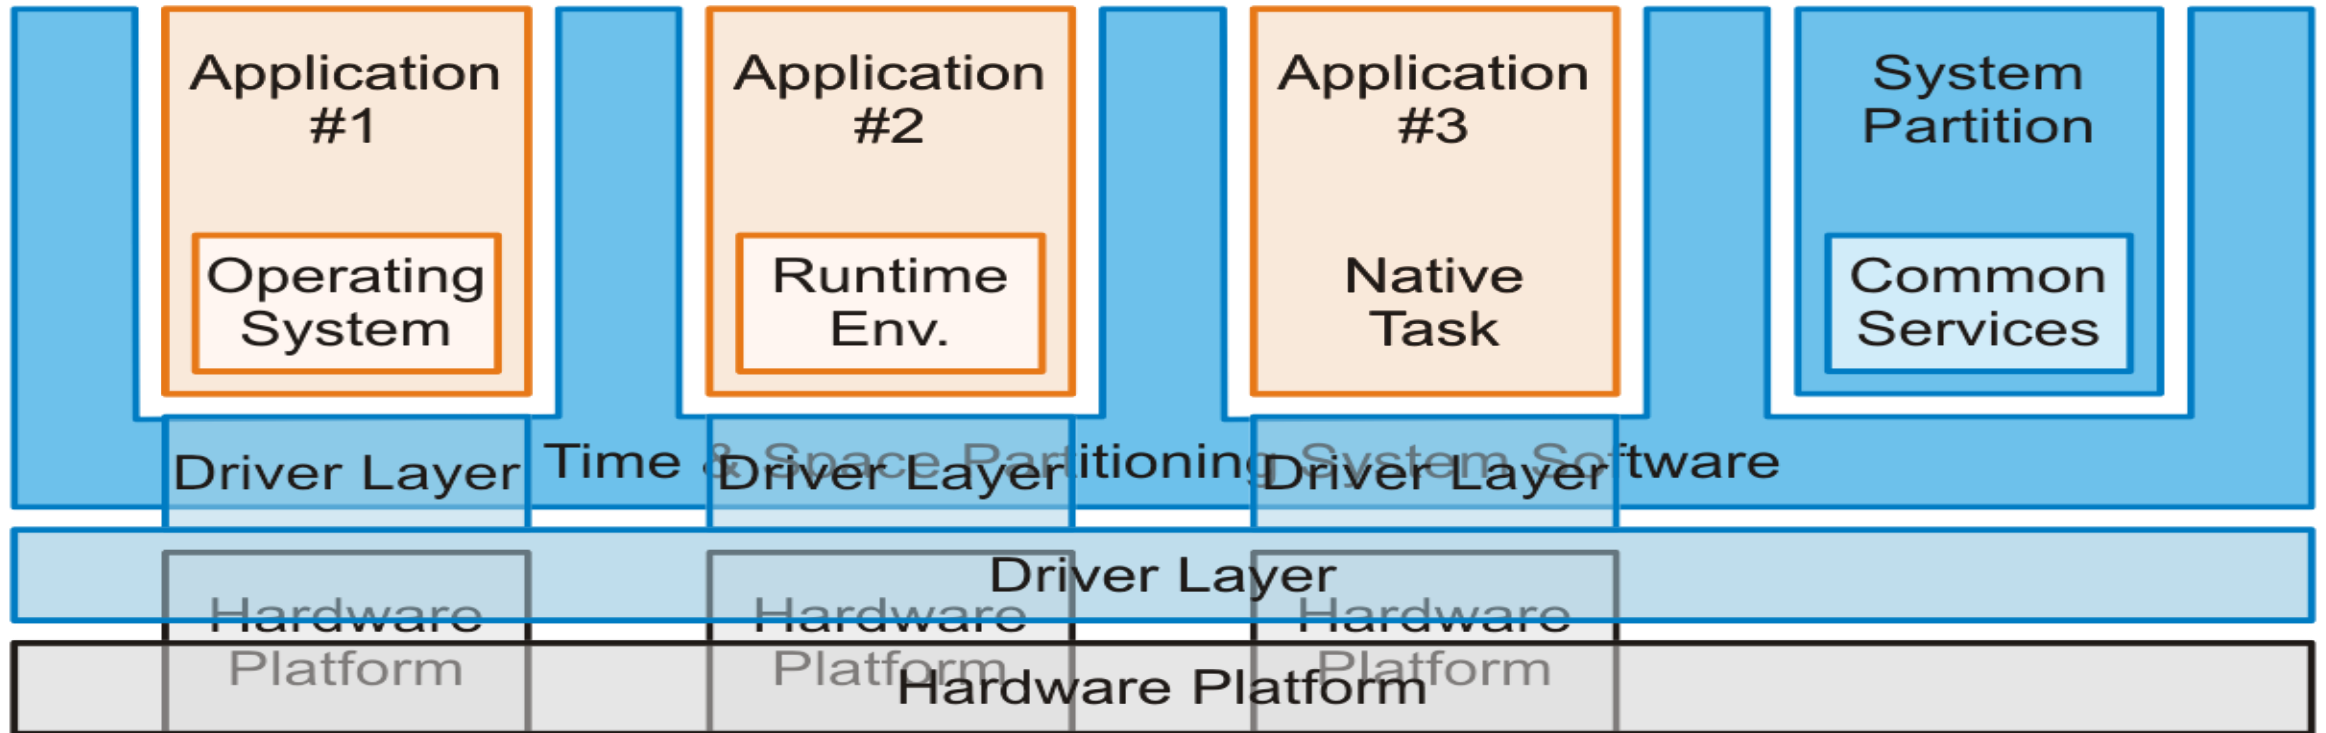 Application
#1
Application
#2
Application
#3
System
Partition
Operating
System
Runtime
Env.
Native
Task
Common
Services
Time & Space Partitioning System Software
Driver Layer
Driver Layer
Driver Layer
Driver Layer
Hardware
Platform
Hardware
Platform
Hardware
Platform
Hardware Platform